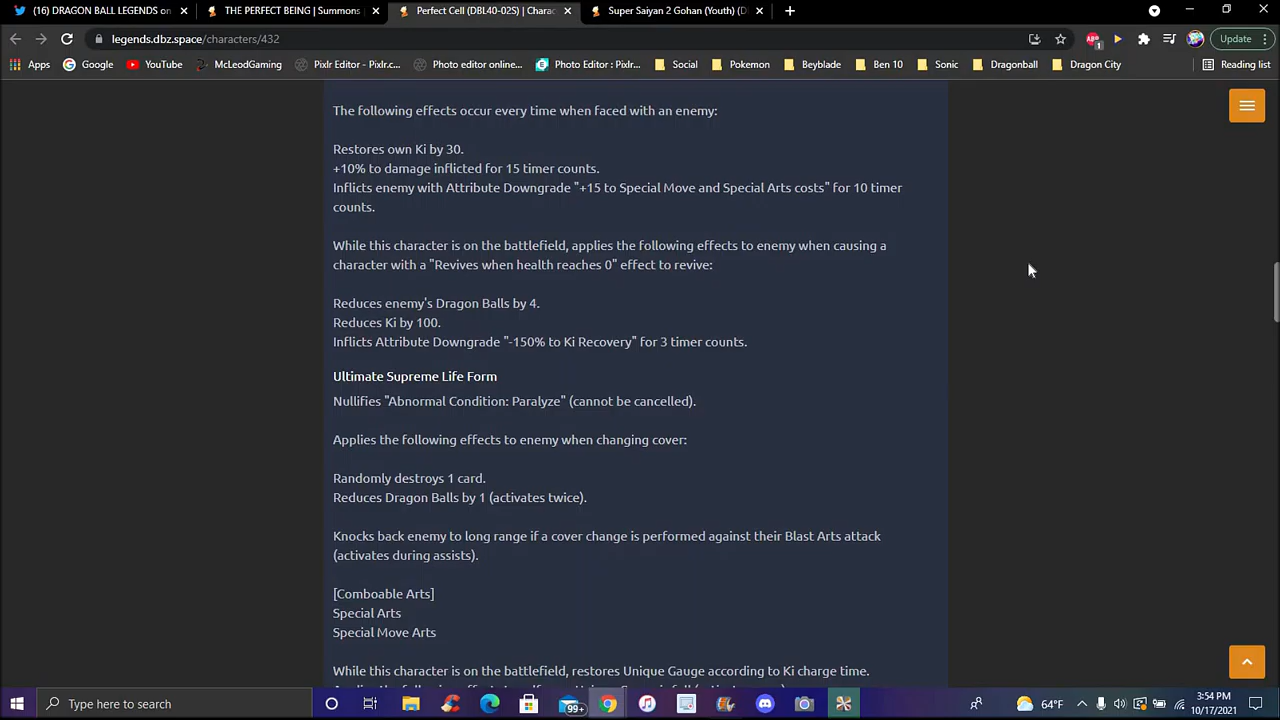 (16) DRAGON BALL LEGENDS on
THE PERFECT BEING | Summons
Perfect Cell (DBL40-02S) | Charac
Super Saiyan 2 Gohan (Youth) (D
legends.dbz.space/characters/432
ABP
1
Update
Apps
Google
YouTube
McLeodGaming
Pixlr Editor - Pixlr...
Photo editor online...
Photo Editor : Pixlr...
Social
Pokemon
Beyblade
Ben 10
Sonic
Dragonball
Dragon City
Reading list
The following effects occur every time when faced with an enemy:
Restores own Ki by 30.
+10% to damage inflicted for 15 timer counts.
Inflicts enemy with Attribute Downgrade "+15 to Special Move and Special Arts costs" for 10 timer
counts.
While this character is on the battlefield, applies the following effects to enemy when causing a
character with a "Revives when health reaches 0" effect to revive:
Reduces enemy's Dragon Balls by 4.
Reduces Ki by 100.
Inflicts Attribute Downgrade "-150% to Ki Recovery" for 3 timer counts.
Ultimate Supreme Life Form
Nullifies "Abnormal Condition: Paralyze" (cannot be cancelled).
Applies the following effects to enemy when changing cover:
Randomly destroys 1 card.
Reduces Dragon Balls by 1 (activates twice).
Knocks back enemy to long range if a cover change is performed against their Blast Arts attack
(activates during assists).
[Comboable Arts]
Special Arts
Special Move Arts
While this character is on the battlefield, restores Unique Gauge according to Ki charge time.
Type here to search
99+
64°F
3:54 PM
10/17/2021